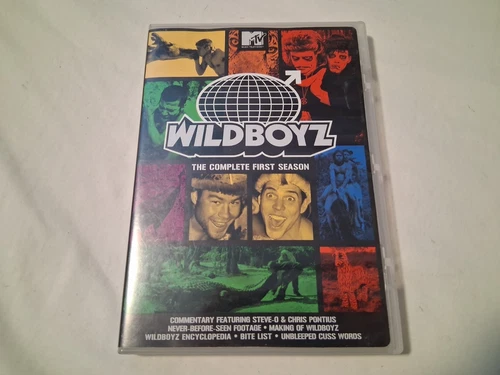 MTV
WILDBOYZ
THE COMPLETE FIRST SEASON
COMMENTARY FEATURING STEVE-O & CHRIS PONTIUS
NEVER-BEFORE-SEEN FOOTAGE • MAKING OF WILDBOYZ
WILDBOYZ ENCYCLOPEDIA • BITE LIST • UNBLEEPED CUSS WORDS